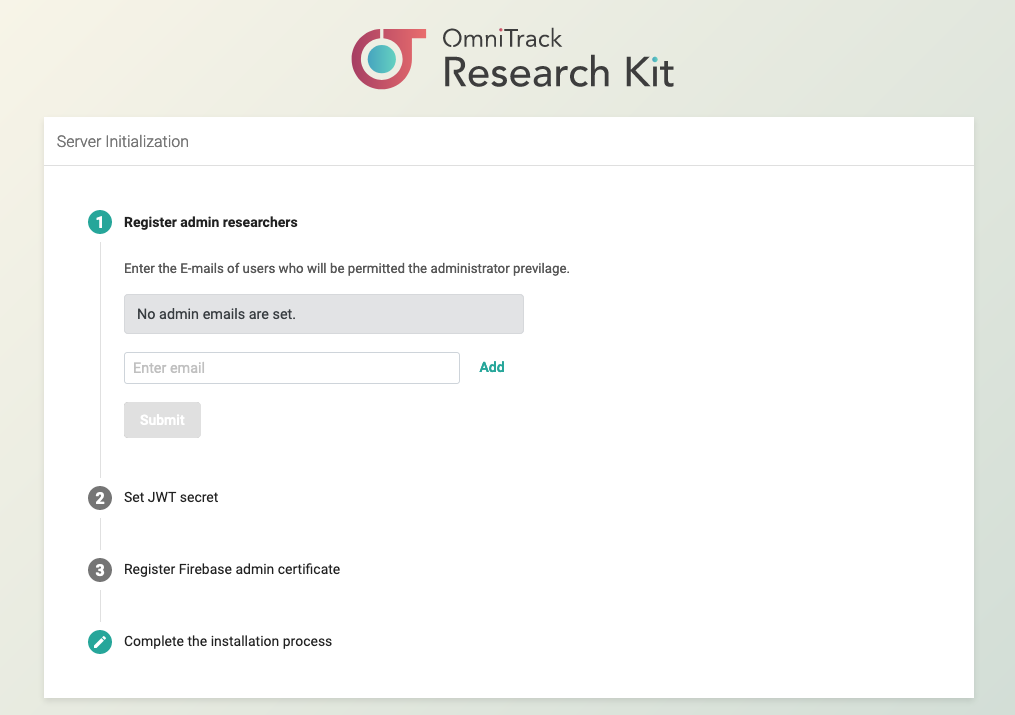 OmniTrack
Research Kit
Server Initialization
1 Register admin researchers
Enter the E-mails of users who will be permitted the administrator previlage.
No admin emails are set.
Enter email Add
Submit
2 Set JWT secret
3 Register Firebase admin certificate
Complete the installation process